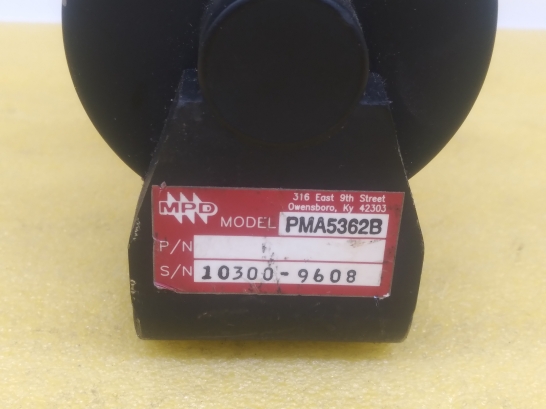 MPD
316 East 9th Street
Owensboro, Ky 42303
MODEL PMA5362B
P/N
S/N 10300-9608